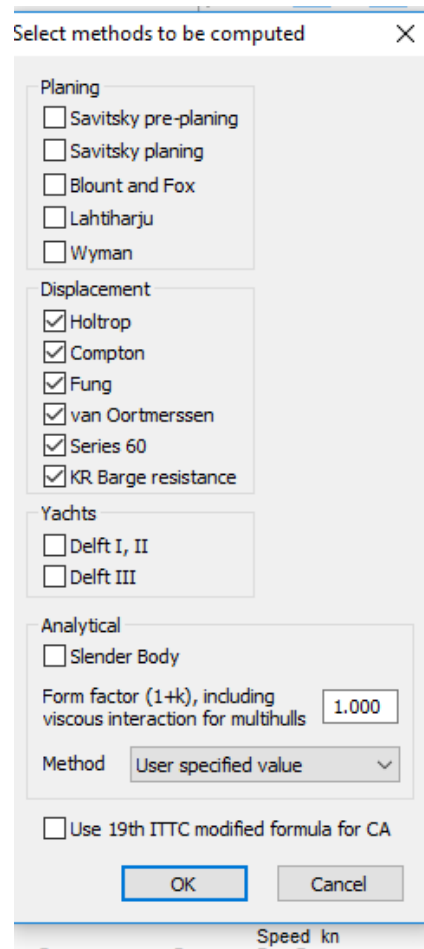 Select methods to be computed
Planing
Savitsky pre-planing
Savitsky planing
Blount and Fox
Lahtiharju
Wyman
Displacement
Holtrop
Compton
Fung
van Oortmerssen
Series 60
KR Barge resistance
Yachts
Delft I, II
Delft III
Analytical
Slender Body
Form factor (1+k), including
viscous interaction for multihulls
1.000
Method
User specified value
Use 19th ITTC modified formula for CA
OK
Cancel
Speed kn